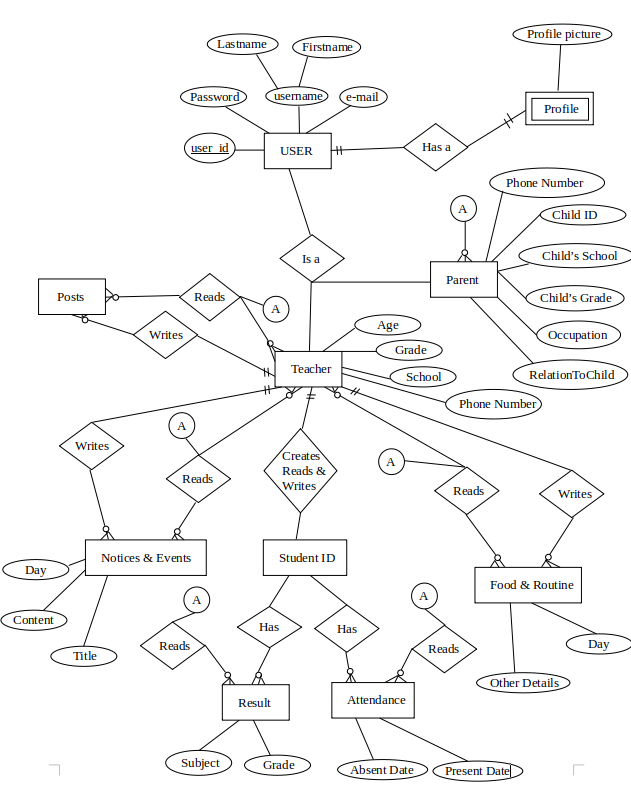 Profile picture
Lastname
Firstname
Password
username
e-mail
Profile
user_id
USER
Has a
Phone Number
A
Child ID
Is a
Child's School
Parent
Posts
Reads
A
Child's Grade
Writes
Age
Occupation
Grade
Teacher
School
RelationToChild
Phone Number
A
Writes
Creates
Reads &
Writes
A
Reads
Reads
Writes
Notices & Events
Student ID
Food & Routine
Day
A
A
Content
Has
Has
Day
Reads
Reads
Title
Other Details
Result
Attendance
Subject
Grade
Absent Date
Present Date